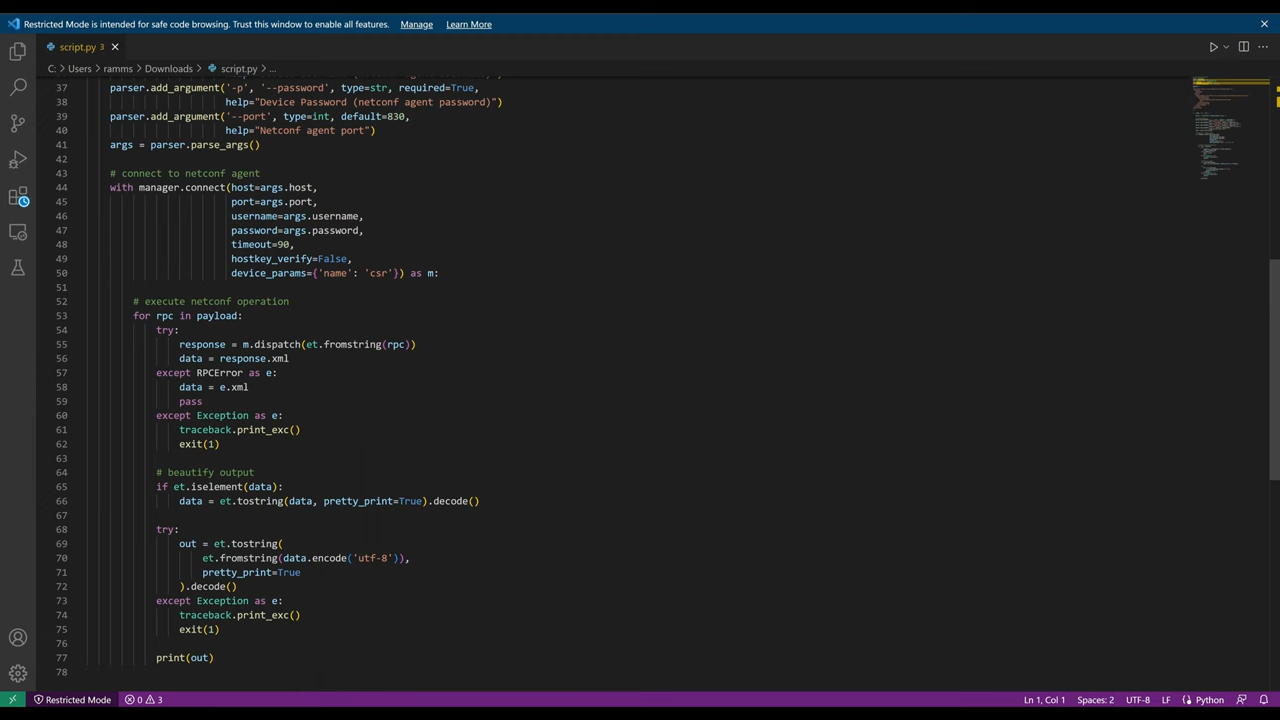 Restricted Mode is intended for safe code browsing. Trust this window to enable all features. Manage Learn More
script.py 3
C: > Users > ramms > Downloads > script.py > ...
37 parser.add_argument('-p', '--password', type=str, required=True,
38 help="Device Password (netconf agent password)")
39 parser.add_argument('--port', type=int, default=830,
40 help="Netconf agent port")
41 args = parser.parse_args()
42
43 # connect to netconf agent
44 with manager.connect(host=args.host,
45 port=args.port,
46 username=args.username,
47 password=args.password,
48 timeout=90,
49 hostkey_verify=False,
50 device_params={'name': 'csr'}) as m:
51
52 # execute netconf operation
53 for rpc in payload:
54 try:
55 response = m.dispatch(et.fromstring(rpc))
56 data = response.xml
57 except RPCError as e:
58 data = e.xml
59 pass
60 except Exception as e:
61 traceback.print_exc()
62 exit(1)
63
64 # beautify output
65 if et.iselement(data):
66 data = et.tostring(data, pretty_print=True).decode()
67
68 try:
69 out = et.tostring(
70 et.fromstring(data.encode('utf-8')),
71 pretty_print=True
72 ).decode()
73 except Exception as e:
74 traceback.print_exc()
75 exit(1)
76
77 print(out)
78
Restricted Mode 0 3 Ln 1, Col 1 Spaces: 2 UTF-8 LF Python